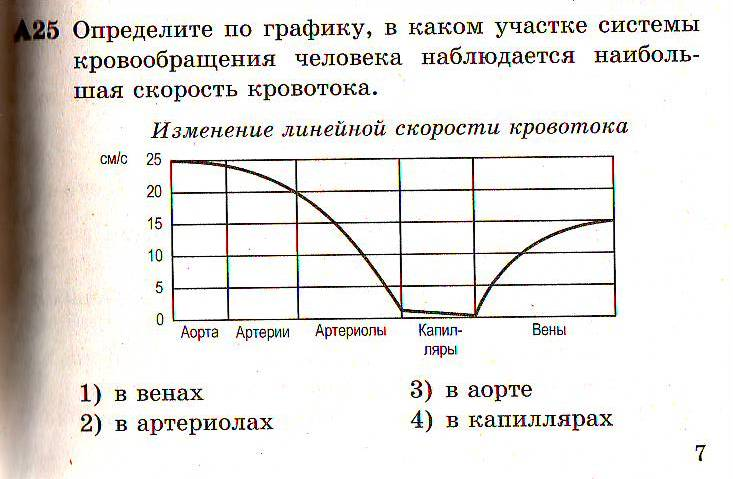 А25 Определите по графику, в каком участке системы
кровообращения человека наблюдается наиболь-
шая скорость кровотока.
Изменение линейной скорости кровотока
см/с
25
20
15
10
5
0
Аорта Артерии Артериолы Капил- Вены
ляры
1) в венах 3) в аорте
2) в артериолах 4) в капиллярах
7